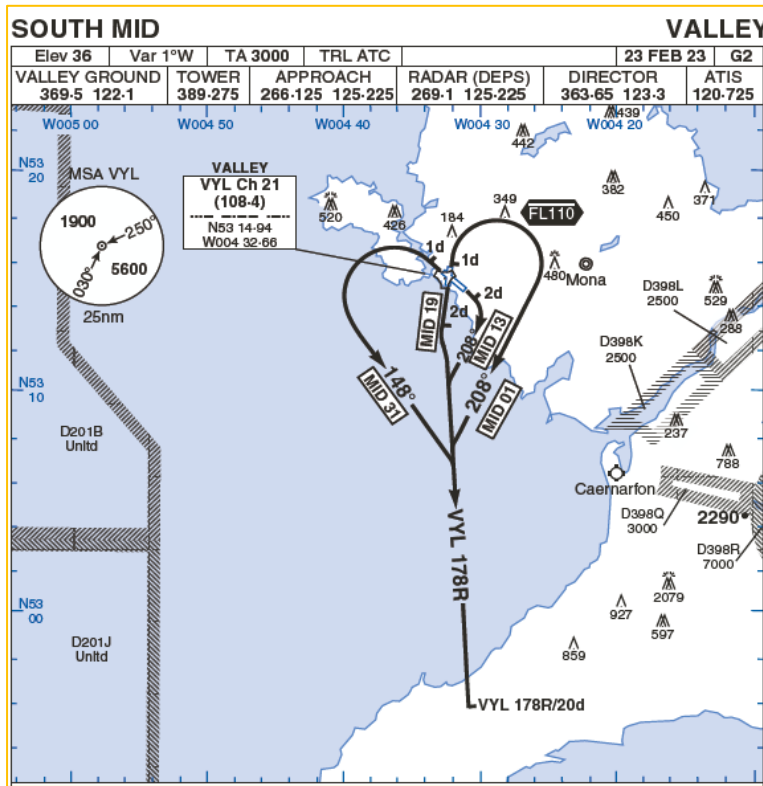 SOUTH MID
VALLEY
Elev 36
Var 1°W
TA 3000
TRL ATC
23 FEB 23
G2
VALLEY GROUND
369·5 122·1
TOWER
389·275
APPROACH
266·125 125·225
RADAR (DEPS)
269·1 125·225
DIRECTOR
363·65 123·3
ATIS
120·725
W005 00
W004 50
W004 40
W004 30
W004 20
439
442
N53
20
MSA VYL
1900
250°
030°
5600
25nm
VALLEY
VYL Ch 21
(108·4)
N53 14·94
W004 32·66
520
426
184
349
FL110
382
450
371
480
Mona
1d
1d
2d
2d
MID 19
MID 13
208°
208°
MID 01
148°
MID 31
D398L
2500
529
288
D398K
2500
N53
10
D201B
Unltd
237
788
Caernarfon
D398Q
3000
2290
D398R
7000
VYL 178R
N53
00
2079
927
597
859
D201J
Unltd
VYL 178R/20d